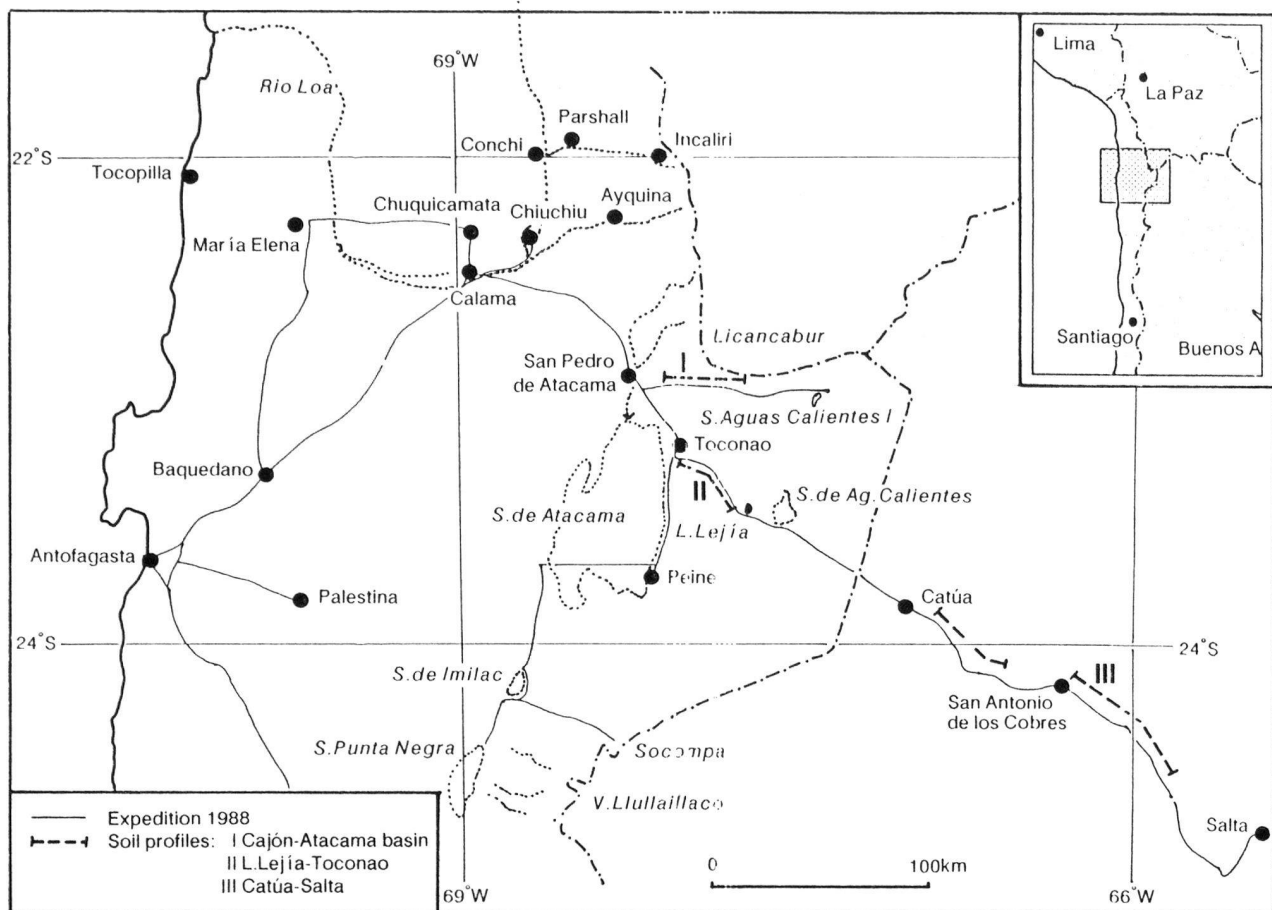 69°W
Rio Loa
Lima
La Paz
Santiago
Buenos A
Parshall
Conchi
Incaliri
22°S
Tocopilla
Chuquicamata
Chiuchiu
Ayquina
María Elena
Calama
Licancabur
San Pedro
de Atacama
I
S.Aguas Calientes I
Toconao
Baquedano
II
S.de Ag.Calientes
S.de Atacama
L.Lejía
Antofagasta
Peine
Palestina
Catúa
24°S
24°S
S.de Imilac
III
San Antonio
de los Cobres
S.Punta Negra
Socompa
V.Llullaillaco
Expedition 1988
Soil profiles: I Cajón-Atacama basin
II L.Lejía-Toconao
III Catúa-Salta
0 100km
Salta
69°W
66°W